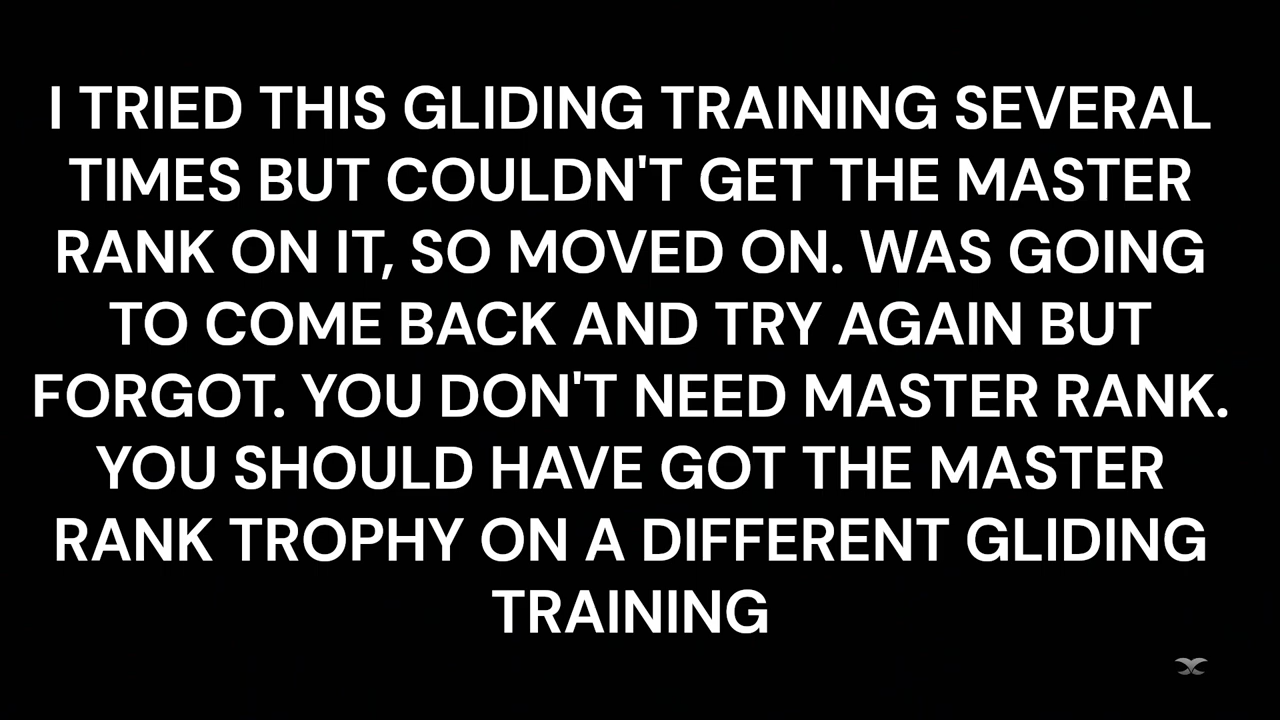 I TRIED THIS GLIDING TRAINING SEVERAL
TIMES BUT COULDN'T GET THE MASTER
RANK ON IT, SO MOVED ON. WAS GOING
TO COME BACK AND TRY AGAIN BUT
FORGOT. YOU DON'T NEED MASTER RANK.
YOU SHOULD HAVE GOT THE MASTER
RANK TROPHY ON A DIFFERENT GLIDING
TRAINING